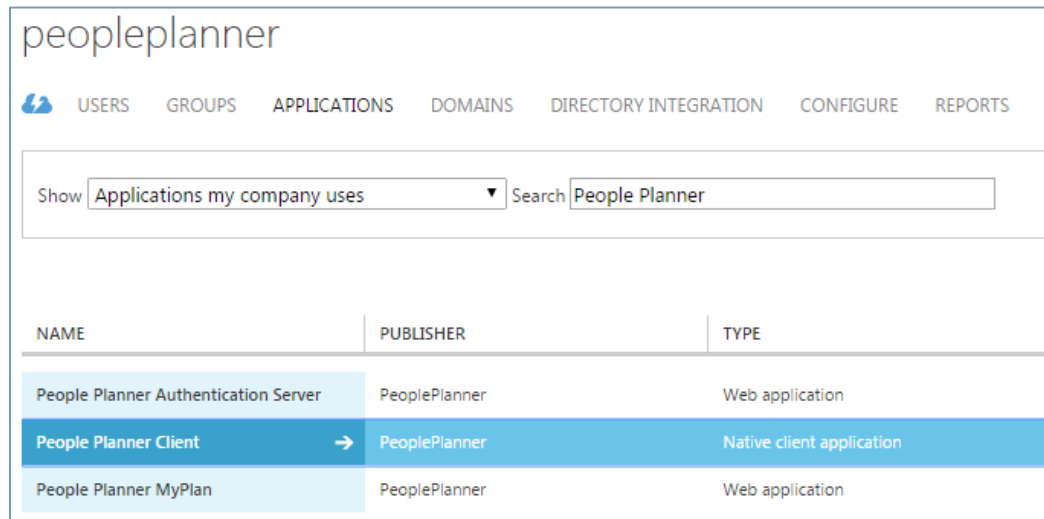 peopleplanner
USERS GROUPS APPLICATIONS DOMAINS DIRECTORY INTEGRATION CONFIGURE REPORTS
Show Applications my company uses Search People Planner
NAME PUBLISHER TYPE
People Planner Authentication Server PeoplePlanner Web application
People Planner Client PeoplePlanner Native client application
People Planner MyPlan PeoplePlanner Web application